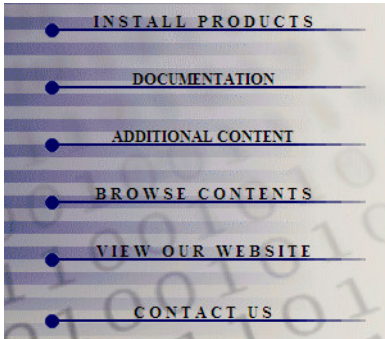 INSTALL PRODUCTS
DOCUMENTATION
ADDITIONAL CONTENT
BROWSE CONTENTS
VIEW OUR WEBSITE
CONTACT US